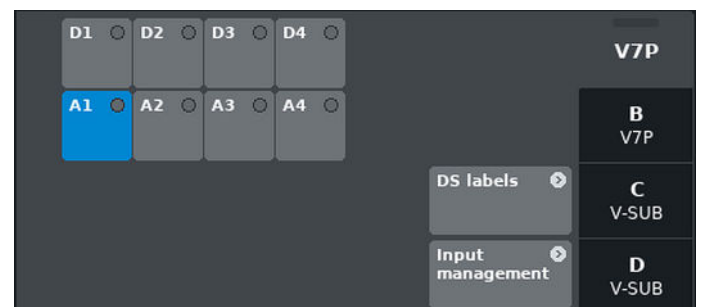 D1 D2 D3 D4
V7P
A1 A2 A3 A4
B
V7P
DS labels
C
V-SUB
Input
management
D
V-SUB